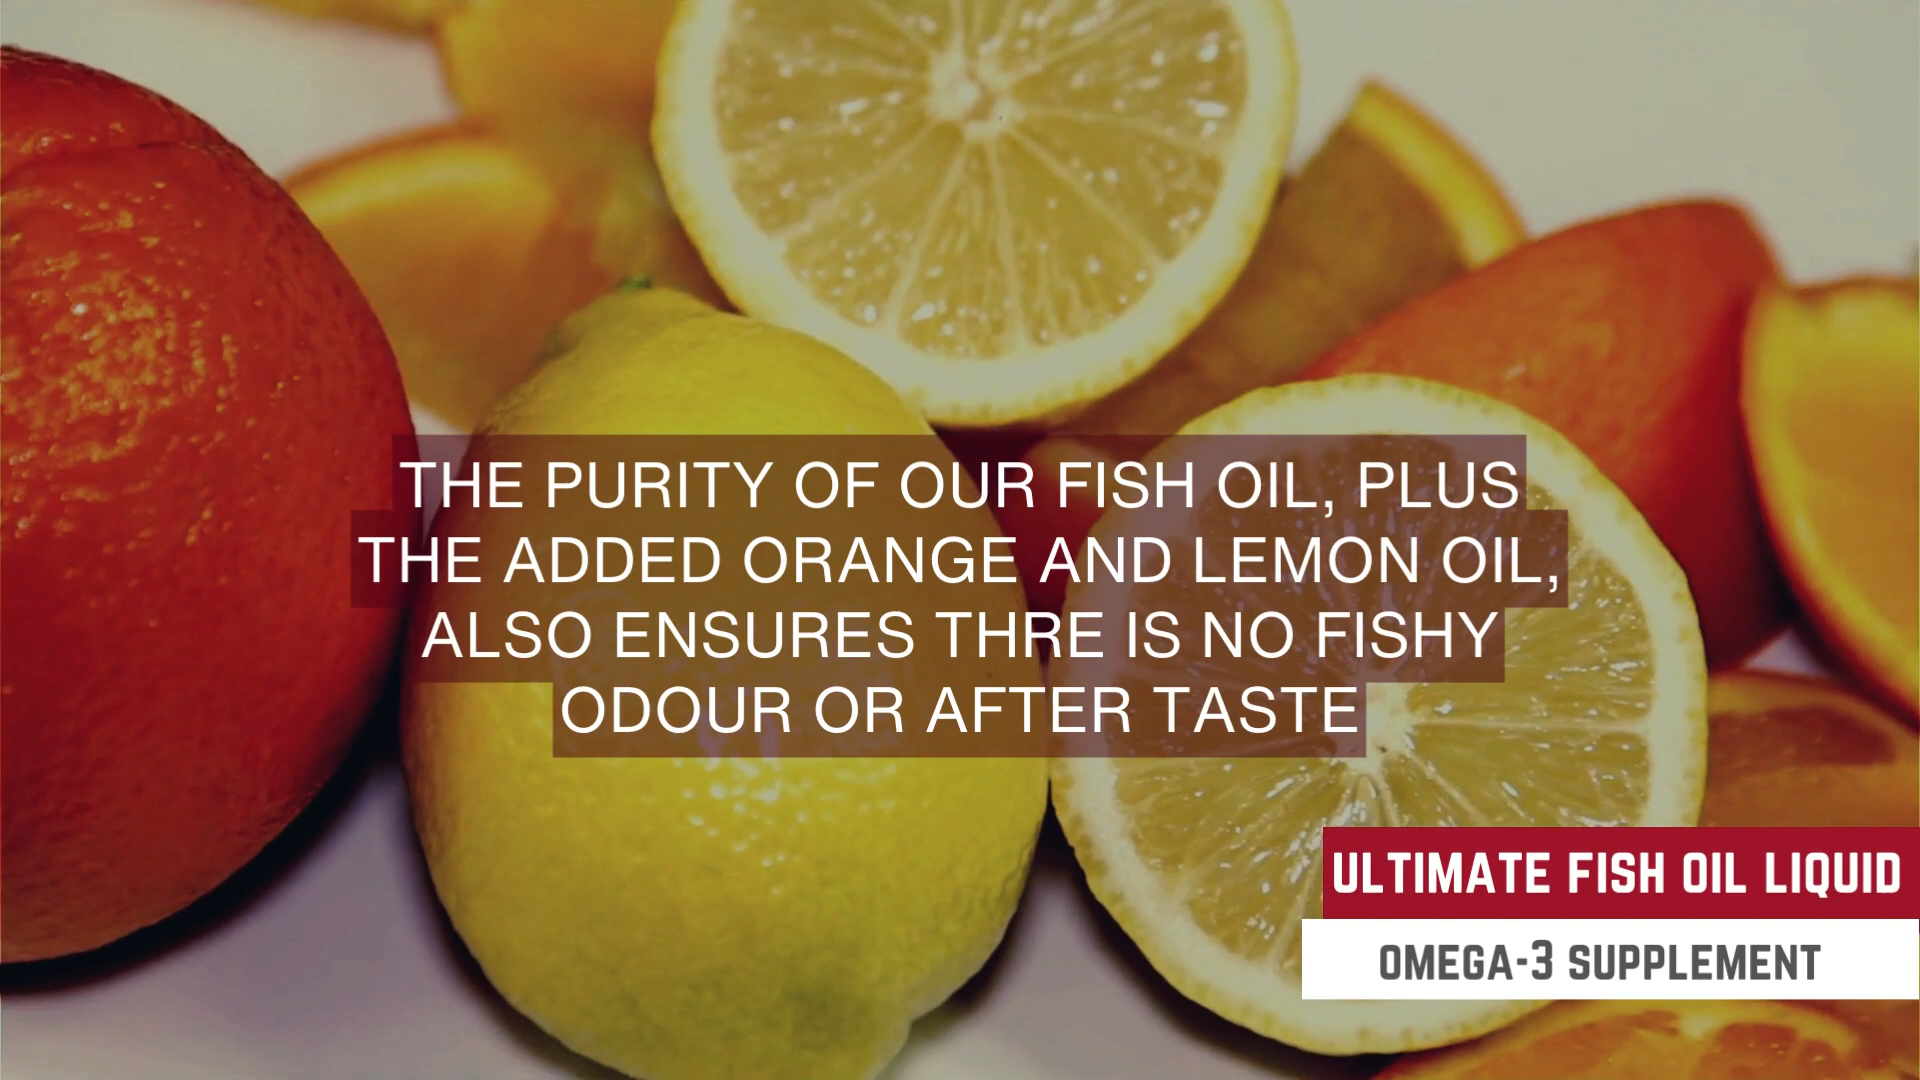 THE PURITY OF OUR FISH OIL, PLUS
THE ADDED ORANGE AND LEMON OIL,
ALSO ENSURES THRE IS NO FISHY
ODOUR OR AFTER TASTE
ULTIMATE FISH OIL LIQUID
OMEGA-3 SUPPLEMENT